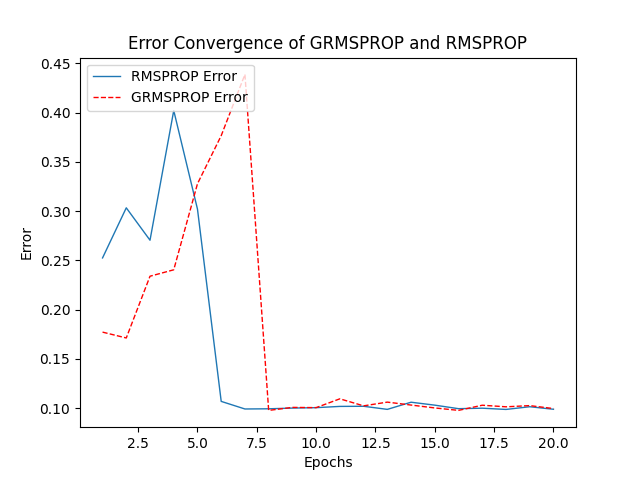 Error Convergence of GRMSPROP and RMSPROP
RMSPROP Error
GRMSPROP Error
0.45
0.40
0.35
0.30
0.25
0.20
0.15
0.10
Error
2.5 5.0 7.5 10.0 12.5 15.0 17.5 20.0
Epochs